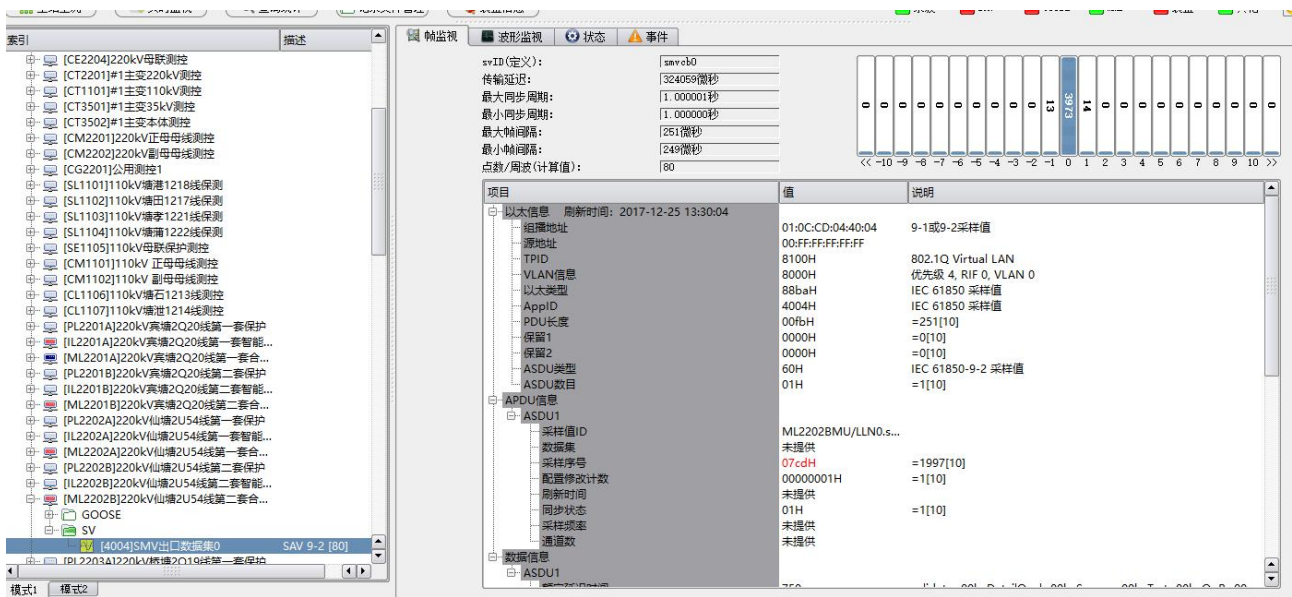 索引 描述
[CE2204]220kV母联测控
[CT2201]#1主变220kV测控
[CT1101]#1主变110kV测控
[CT3501]#1主变35kV测控
[CT3502]#1主变本体测控
[CM2201]220kV正母母线测控
[CM2202]220kV副母母线测控
[CG2201]公用测控1
[SL1101]110kV塘港1218线保测
[SL1102]110kV塘田1217线保测
[SL1103]110kV塘孝1221线保测
[SL1104]110kV塘蒲1222线保测
[SE1105]110kV母联保护测控
[CM1101]110kV 正母母线测控
[CM1102]110kV 副母母线测控
[CL1106]110kV塘石1213线测控
[CL1107]110kV塘泄1214线测控
[PL2201A]220kV宾塘2Q20线第一套保护
[IL2201A]220kV宾塘2Q20线第一套智能...
[ML2201A]220kV宾塘2Q20线第一套合...
[PL2201B]220kV宾塘2Q20线第二套保护
[IL2201B]220kV宾塘2Q20线第二套智能...
[ML2201B]220kV宾塘2Q20线第二套合...
[PL2202A]220kV仙塘2U54线第一套保护
[IL2202A]220kV仙塘2U54线第一套智能...
[ML2202A]220kV仙塘2U54线第一套合...
[PL2202B]220kV仙塘2U54线第二套保护
[IL2202B]220kV仙塘2U54线第二套智能...
[ML2202B]220kV仙塘2U54线第二套合...
GOOSE
SV
[4004]SMV出口数据集0 SAV 9-2 [80]
模式1 模式2
帧监视 波形监视 状态 事件
svID(定义): smvcb0
传输延迟: 324059微秒
最大同步周期: 1.000001秒
最小同步周期: 1.000000秒
最大帧间隔: 251微秒
最小帧间隔: 249微秒
点数/周波(计算值): 80
0 0 0 0 0 0 0 0 0 0 13 3973 14 0 0 0 0 0 0 0 0 0 0
<< -10 -9 -8 -7 -6 -5 -4 -3 -2 -1 0 1 2 3 4 5 6 7 8 9 10 >>
项目 值 说明
以太信息 刷新时间: 2017-12-25 13:30:04
组播地址 01:0C:CD:04:40:04 9-1或9-2采样值
源地址 00:FF:FF:FF:FF:FF
TPID 8100H 802.1Q Virtual LAN
VLAN信息 8000H 优先级 4, RIF 0, VLAN 0
以太类型 88baH IEC 61850 采样值
AppID 4004H IEC 61850 采样值
PDU长度 00fbH =251[10]
保留1 0000H =0[10]
保留2 0000H =0[10]
ASDU类型 60H IEC 61850-9-2 采样值
ASDU数目 01H =1[10]
APDU信息
ASDU1
采样值ID ML2202BMU/LLN0.s...
数据集 未提供
采样序号 07cdH =1997[10]
配置修改计数 00000001H =1[10]
刷新时间 未提供
同步状态 01H =1[10]
采样频率 未提供
通道数 未提供
数据信息
ASDU1